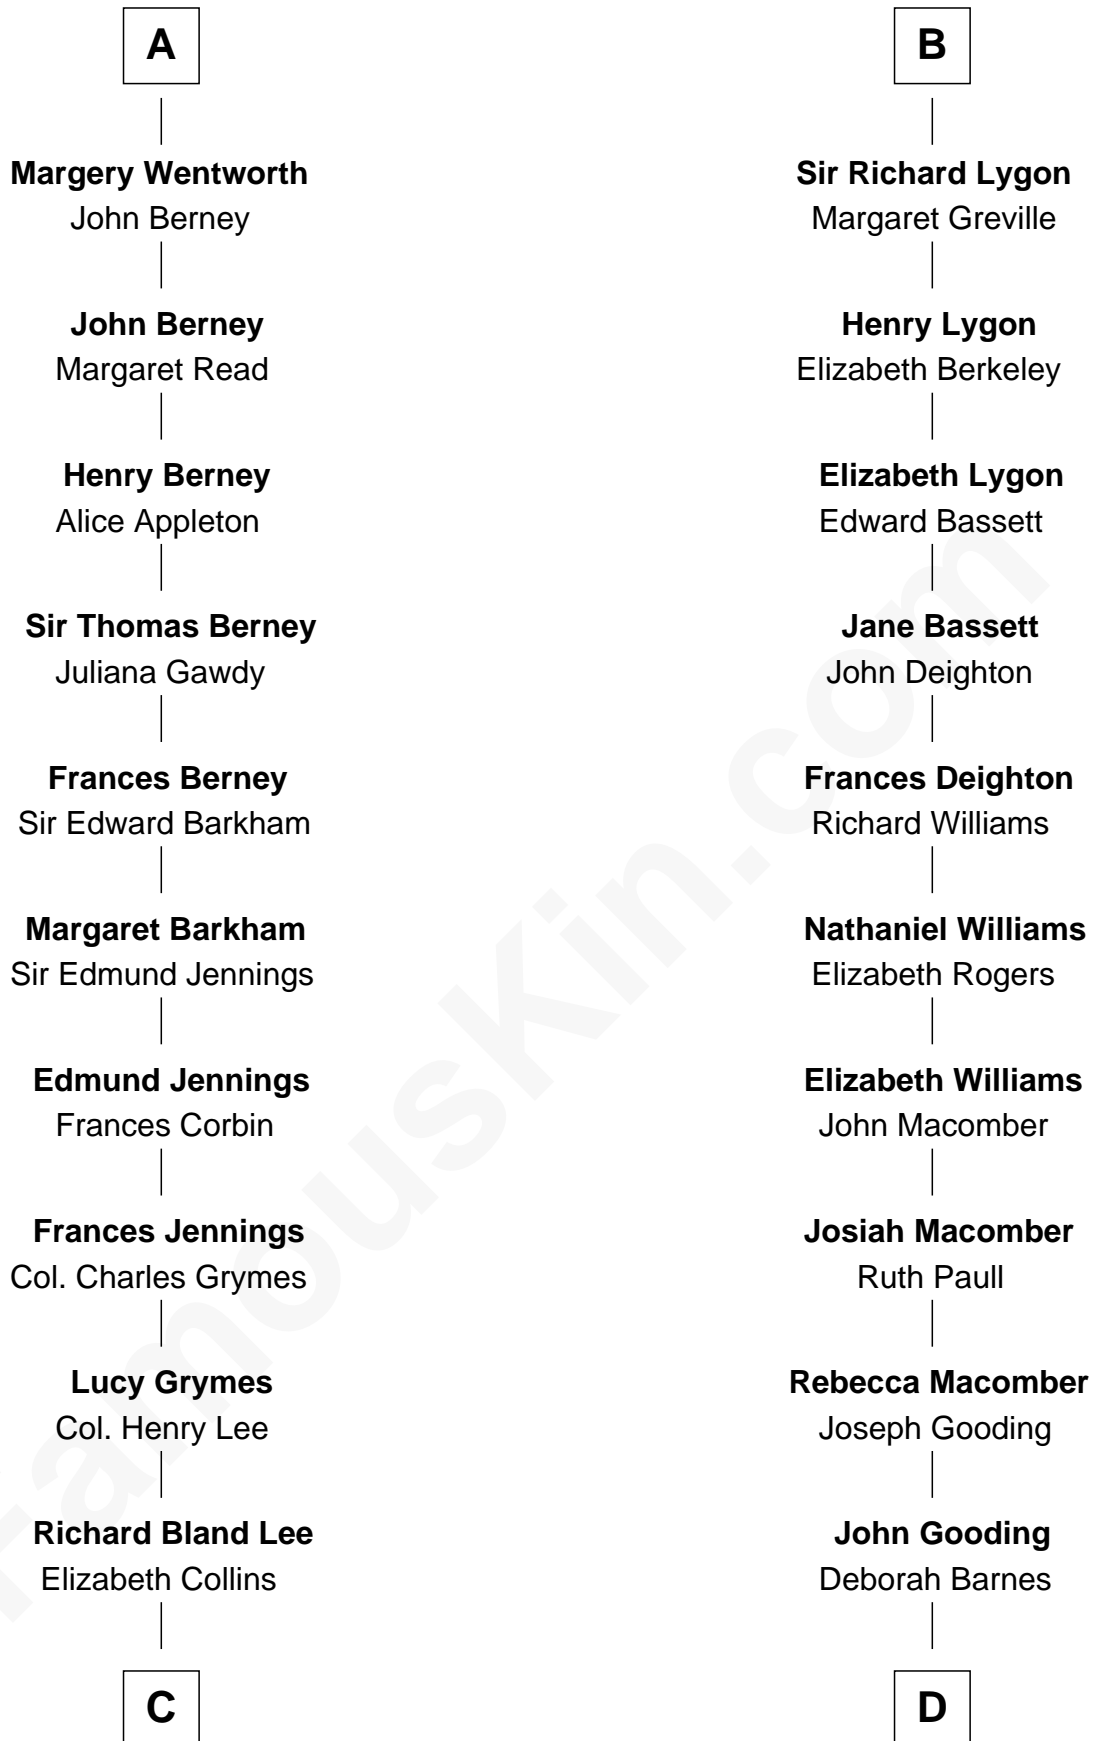 A
Margery Wentworth
John Berney
John Berney
Margaret Read
Henry Berney
Alice Appleton
Sir Thomas Berney
Juliana Gawdy
Frances Berney
Sir Edward Barkham
Margaret Barkham
Sir Edmund Jennings
Edmund Jennings
Frances Corbin
Frances Jennings
Col. Charles Grymes
Lucy Grymes
Col. Henry Lee
Richard Bland Lee
Elizabeth Collins
C
B
Sir Richard Lygon
Margaret Greville
Henry Lygon
Elizabeth Berkeley
Elizabeth Lygon
Edward Bassett
Jane Bassett
John Deighton
Frances Deighton
Richard Williams
Nathaniel Williams
Elizabeth Rogers
Elizabeth Williams
John Macomber
Josiah Macomber
Ruth Paull
Rebecca Macomber
Joseph Gooding
John Gooding
Deborah Barnes
D
FamousKin.com